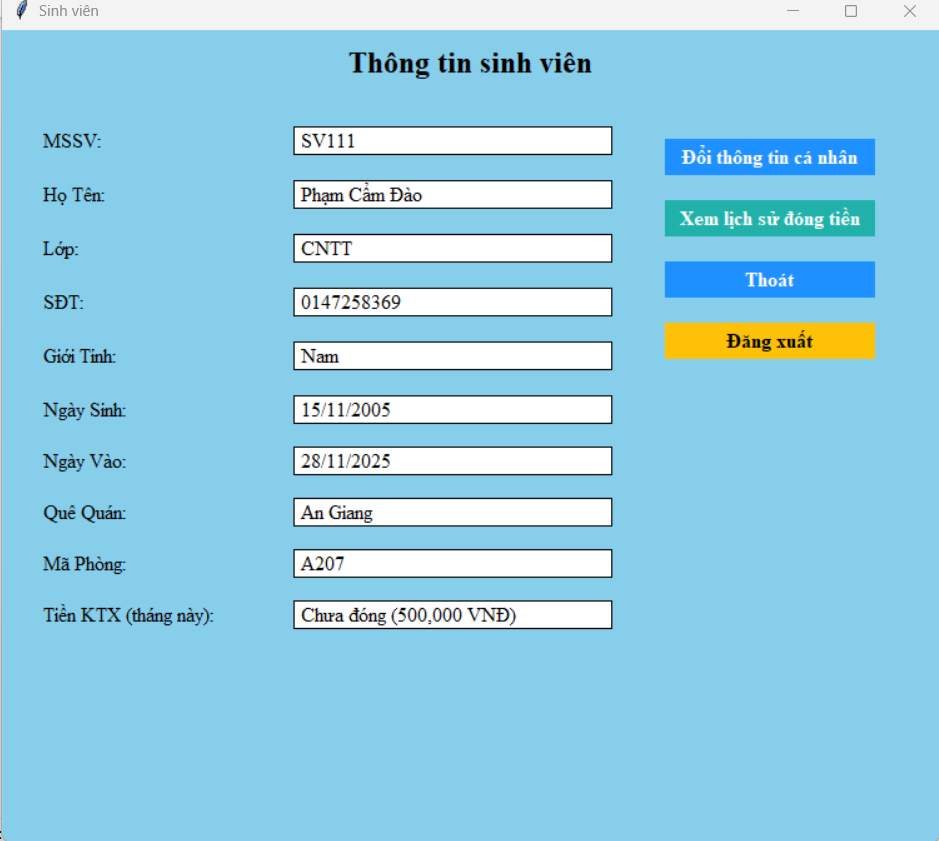 Sinh viên
Thông tin sinh viên
MSSV: SV111
Họ Tên: Phạm Cẩm Đào
Lớp: CNTT
SĐT: 0147258369
Giới Tính: Nam
Ngày Sinh: 15/11/2005
Ngày Vào: 28/11/2025
Quê Quán: An Giang
Mã Phòng: A207
Tiền KTX (tháng này): Chưa đóng (500,000 VNĐ)
Đổi thông tin cá nhân
Xem lịch sử đóng tiền
Thoát
Đăng xuất